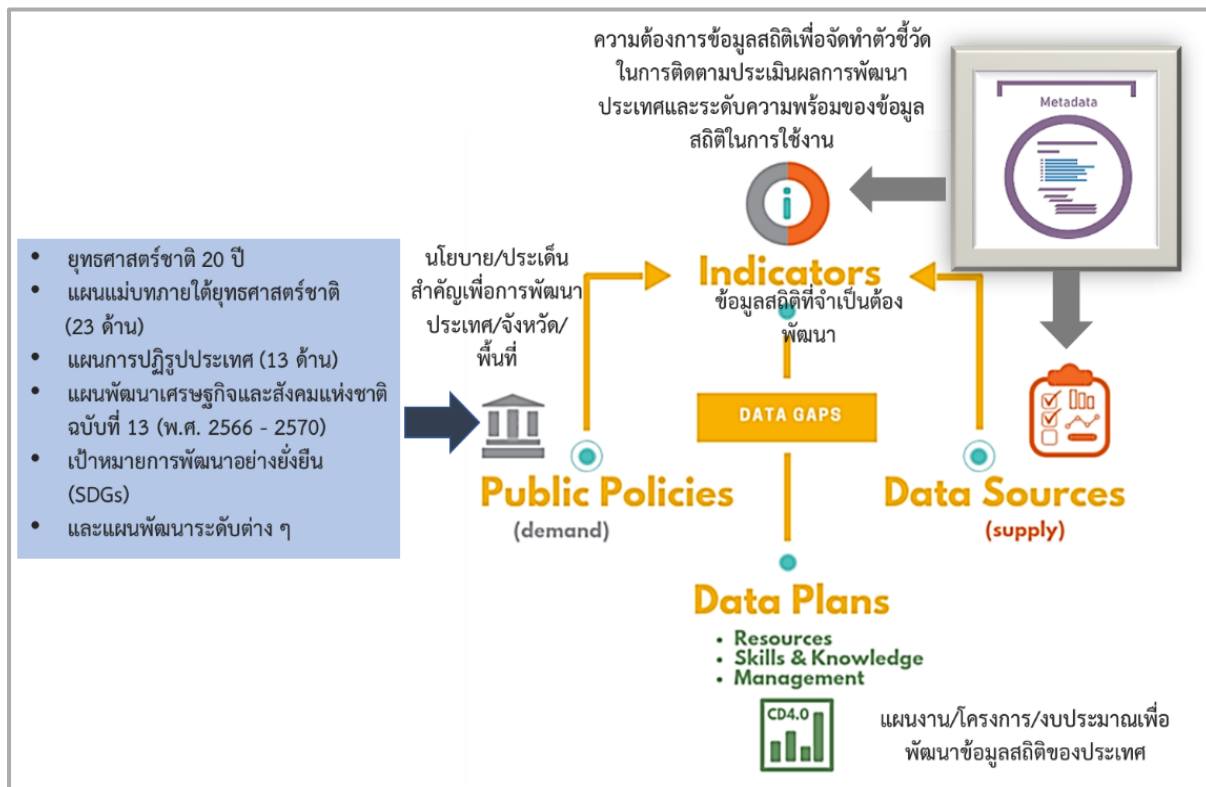 ความต้องการข้อมูลสถิติเพื่อจัดทำตัวชี้วัด
ในการติดตามประเมินผลการพัฒนา
ประเทศและระดับความพร้อมของข้อมูล
สถิติในการใช้งาน
Metadata
i
Indicators
ข้อมูลสถิติที่จำเป็นต้อง
พัฒนา
• ยุทธศาสตร์ชาติ 20 ปี
• แผนแม่บทภายใต้ยุทธศาสตร์ชาติ
(23 ด้าน)
• แผนการปฏิรูปประเทศ (13 ด้าน)
• แผนพัฒนาเศรษฐกิจและสังคมแห่งชาติ
ฉบับที่ 13 (พ.ศ. 2566 - 2570)
• เป้าหมายการพัฒนาอย่างยั่งยืน
(SDGs)
• และแผนพัฒนาระดับต่าง ๆ
นโยบาย/ประเด็น
สำคัญเพื่อการพัฒนา
ประเทศ/จังหวัด/
พื้นที่
DATA GAPS
Public Policies
(demand)
Data Sources
(supply)
Data Plans
• Resources
• Skills & Knowledge
• Management
CD4.0
แผนงาน/โครงการ/งบประมาณเพื่อ
พัฒนาข้อมูลสถิติของประเทศ